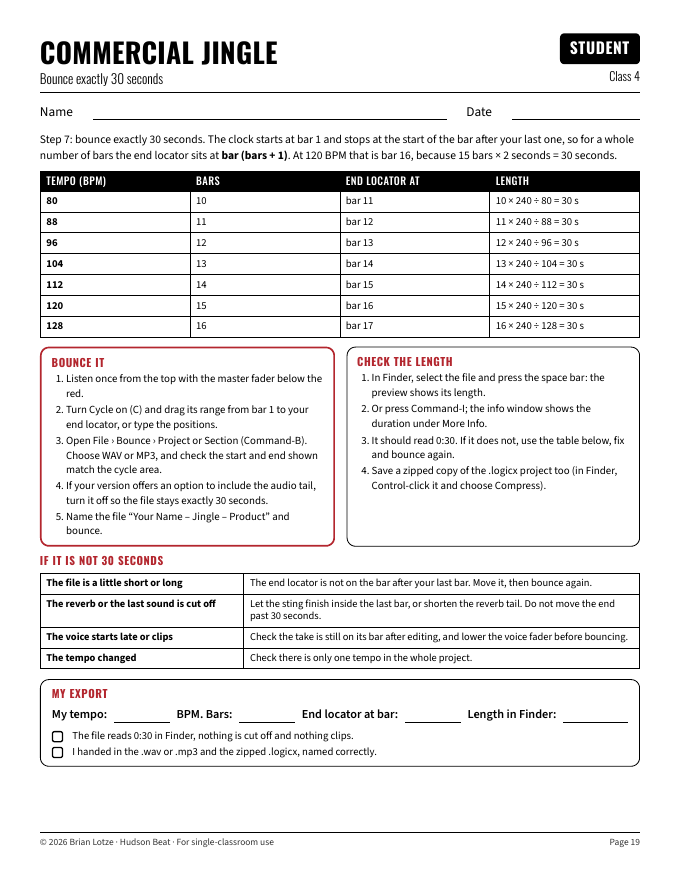 COMMERCIAL JINGLE
STUDENT
Bounce exactly 30 seconds
Class 4
Name
Date
Step 7: bounce exactly 30 seconds. The clock starts at bar 1 and stops at the start of the bar after your last one, so for a whole
number of bars the end locator sits at bar (bars + 1). At 120 BPM that is bar 16, because 15 bars × 2 seconds = 30 seconds.
TEMPO (BPM) BARS END LOCATOR AT LENGTH
80 10 bar 11 10 × 240 ÷ 80 = 30 s
88 11 bar 12 11 × 240 ÷ 88 = 30 s
96 12 bar 13 12 × 240 ÷ 96 = 30 s
104 13 bar 14 13 × 240 ÷ 104 = 30 s
112 14 bar 15 14 × 240 ÷ 112 = 30 s
120 15 bar 16 15 × 240 ÷ 120 = 30 s
128 16 bar 17 16 × 240 ÷ 128 = 30 s
BOUNCE IT
1. Listen once from the top with the master fader below the
red.
2. Turn Cycle on (C) and drag its range from bar 1 to your
end locator, or type the positions.
3. Open File › Bounce › Project or Section (Command-B).
Choose WAV or MP3, and check the start and end shown
match the cycle area.
4. If your version offers an option to include the audio tail,
turn it off so the file stays exactly 30 seconds.
5. Name the file “Your Name – Jingle – Product” and
bounce.
CHECK THE LENGTH
1. In Finder, select the file and press the space bar: the
preview shows its length.
2. Or press Command-I; the info window shows the
duration under More Info.
3. It should read 0:30. If it does not, use the table below, fix
and bounce again.
4. Save a zipped copy of the .logicx project too (in Finder,
Control-click it and choose Compress).
IF IT IS NOT 30 SECONDS
The file is a little short or long The end locator is not on the bar after your last bar. Move it, then bounce again.
The reverb or the last sound is cut off Let the sting finish inside the last bar, or shorten the reverb tail. Do not move the end
past 30 seconds.
The voice starts late or clips Check the take is still on its bar after editing, and lower the voice fader before bouncing.
The tempo changed Check there is only one tempo in the whole project.
MY EXPORT
My tempo: BPM. Bars: End locator at bar: Length in Finder:
The file reads 0:30 in Finder, nothing is cut off and nothing clips.
I handed in the .wav or .mp3 and the zipped .logicx, named correctly.
© 2026 Brian Lotze · Hudson Beat · For single-classroom use
Page 19